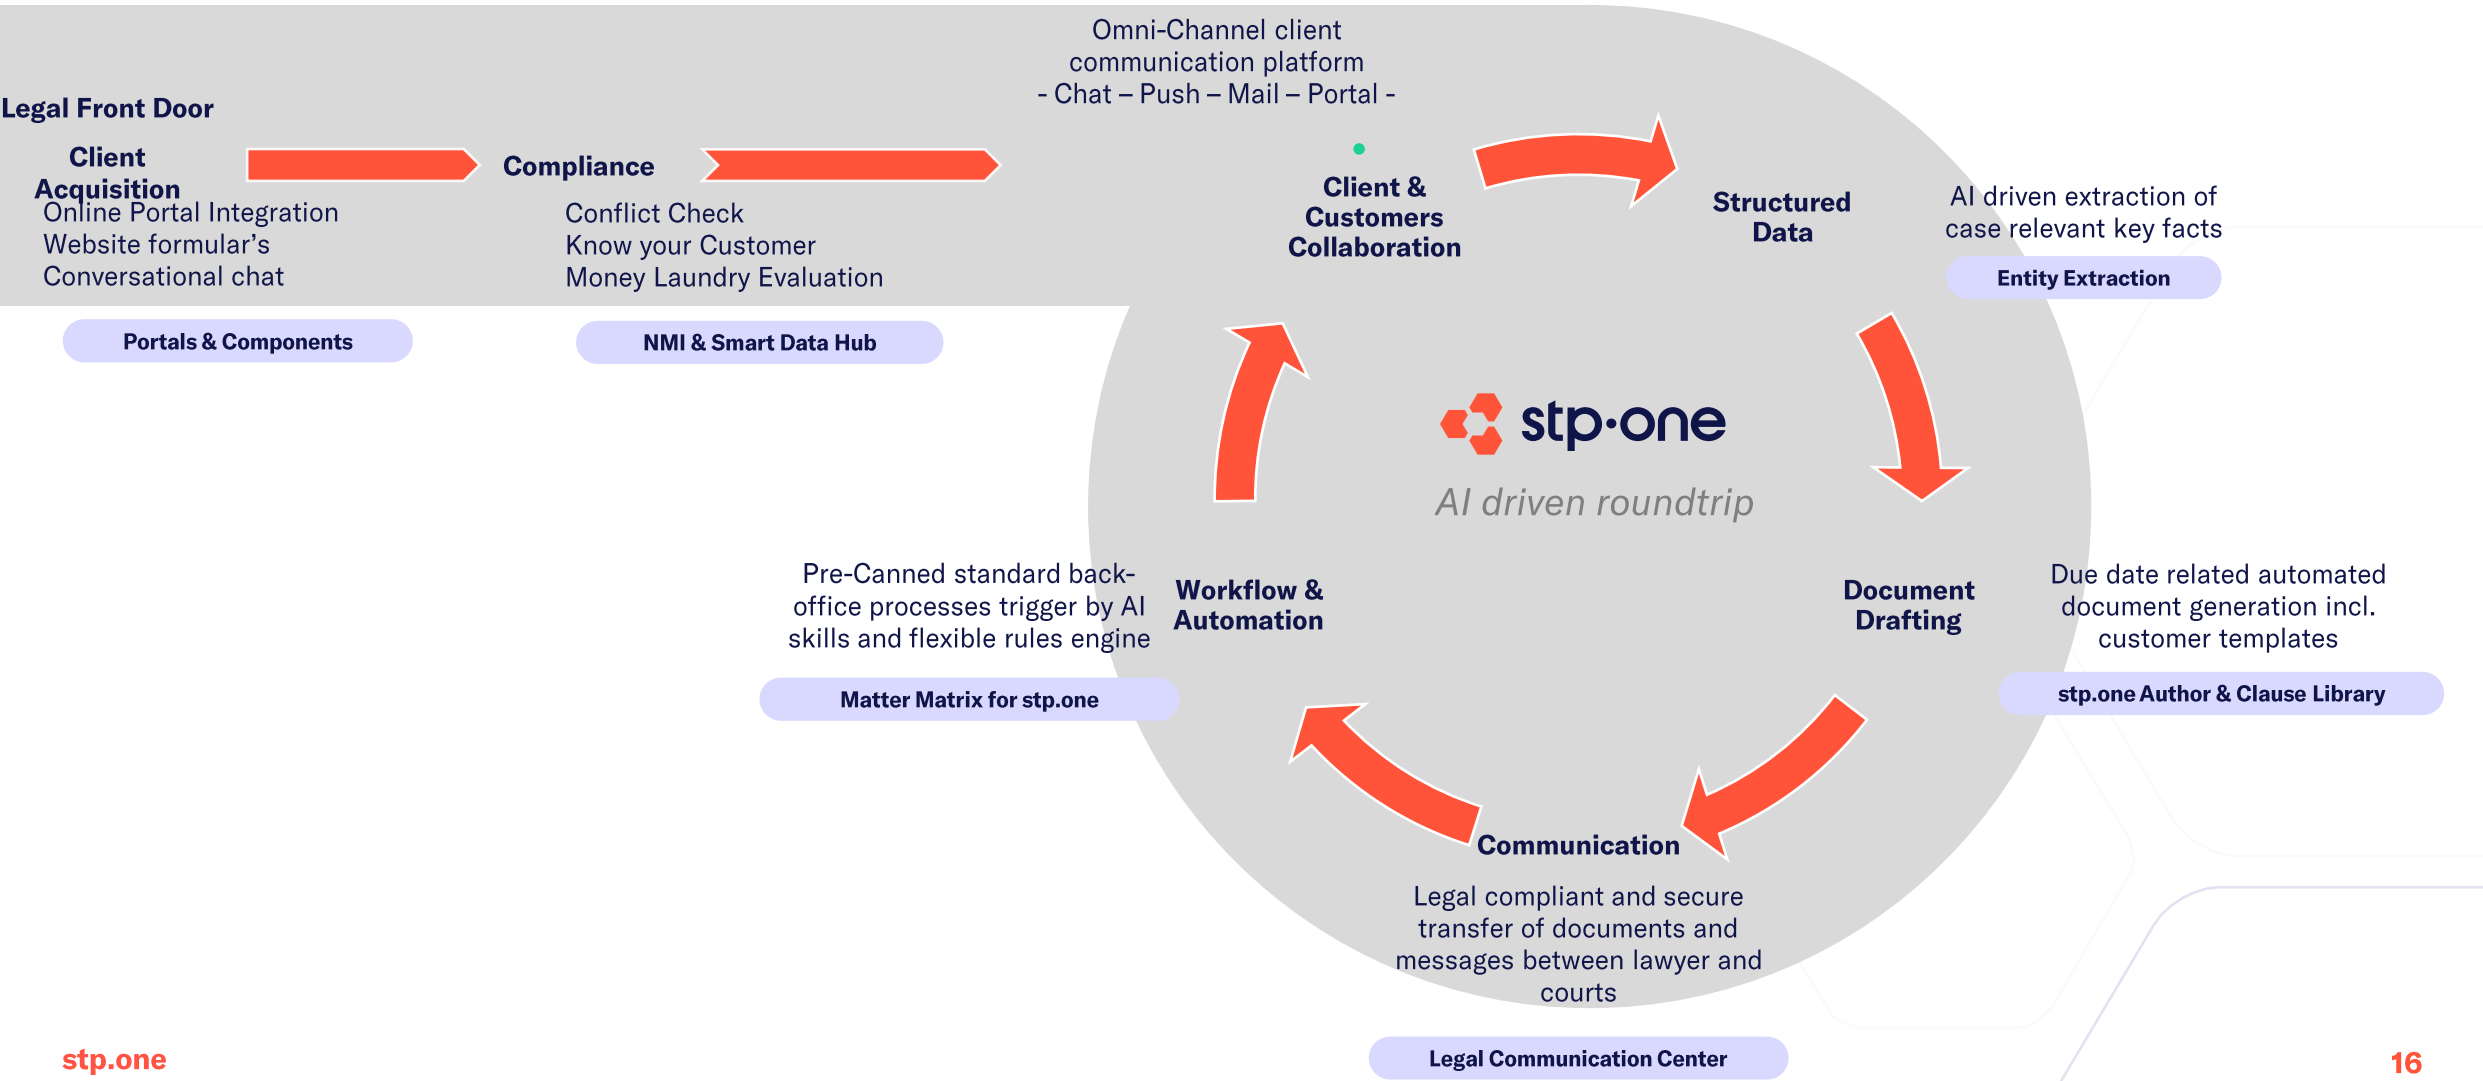 Legal Front Door
Client
Acquisition
Online Portal Integration
Website formular’s
Conversational chat
Portals & Components
Compliance
Conflict Check
Know your Customer
Money Laundry Evaluation
NMI & Smart Data Hub
Omni-Channel client
communication platform
- Chat – Push – Mail – Portal -
Client &
Customers
Collaboration
Structured
Data
AI driven extraction of
case relevant key facts
Entity Extraction
stp.one
AI driven roundtrip
Document
Drafting
Due date related automated
document generation incl.
customer templates
stp.one Author & Clause Library
Communication
Legal compliant and secure
transfer of documents and
messages between lawyer and
courts
Legal Communication Center
Workflow &
Automation
Pre-Canned standard back-
office processes trigger by AI
skills and flexible rules engine
Matter Matrix for stp.one
stp.one
16